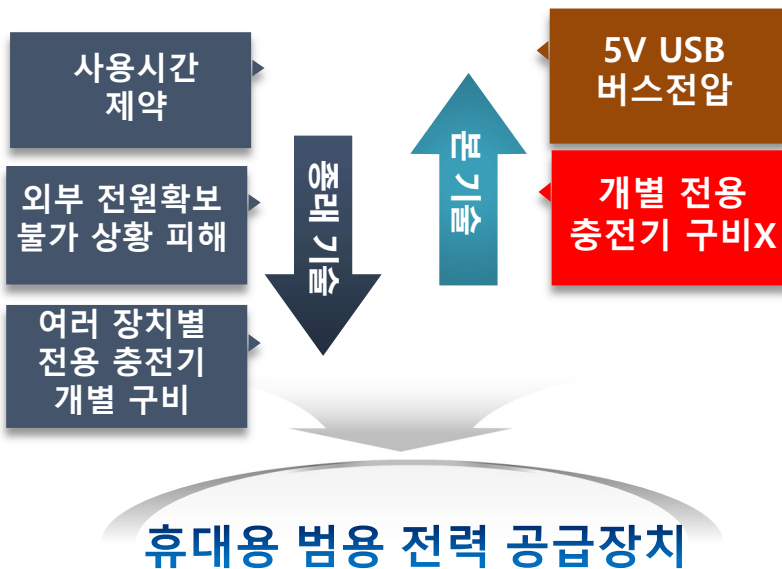 사용시간
제약
외부 전원확보
불가 상황 피해
여러 장치별
전용 충전기
개별 구비
종래 기술
본 기술
5V USB
버스전압
개별 전용
충전기 구비X
휴대용 범용 전력 공급장치